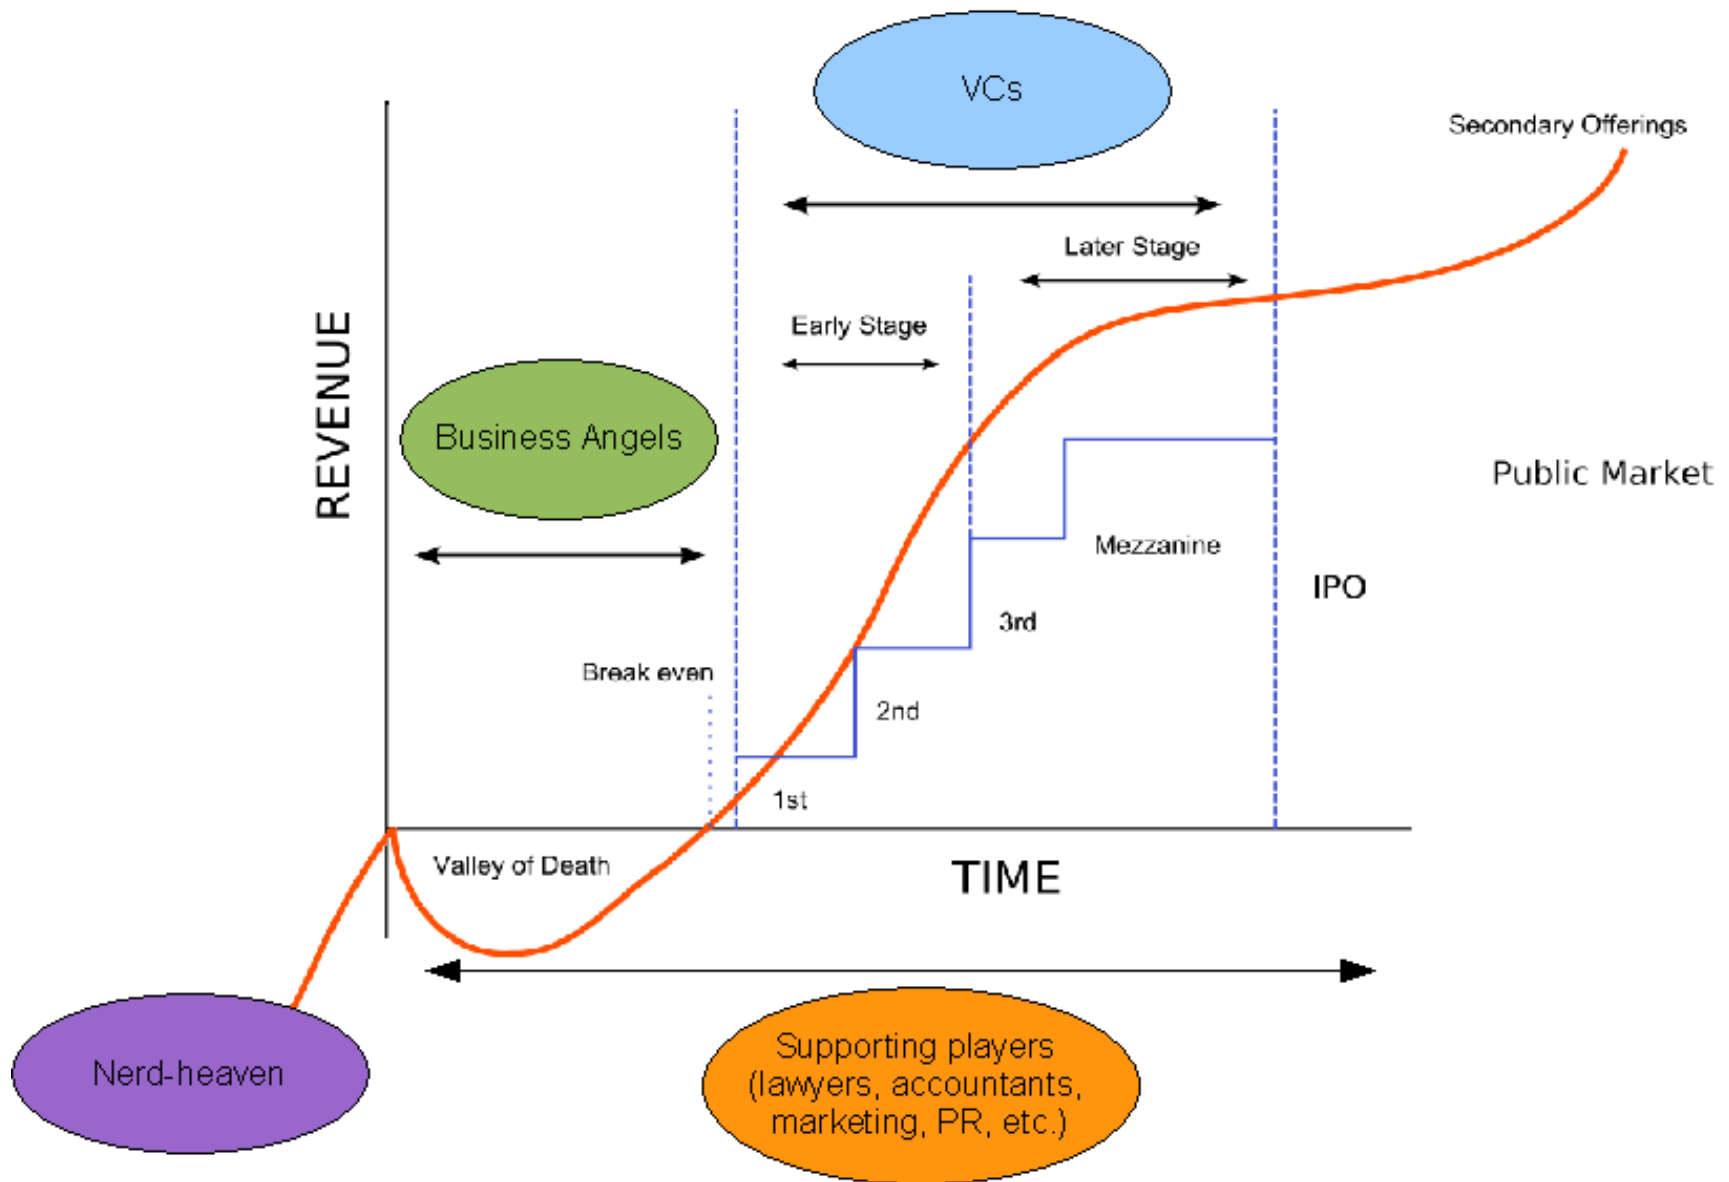 VCs
Secondary Offerings
Later Stage
Early Stage
REVENUE
Business Angels
Public Market
Mezzanine
IPO
3rd
Break even
2nd
1st
Valley of Death
TIME
Nerd-heaven
Supporting players
(lawyers, accountants,
marketing, PR, etc.)